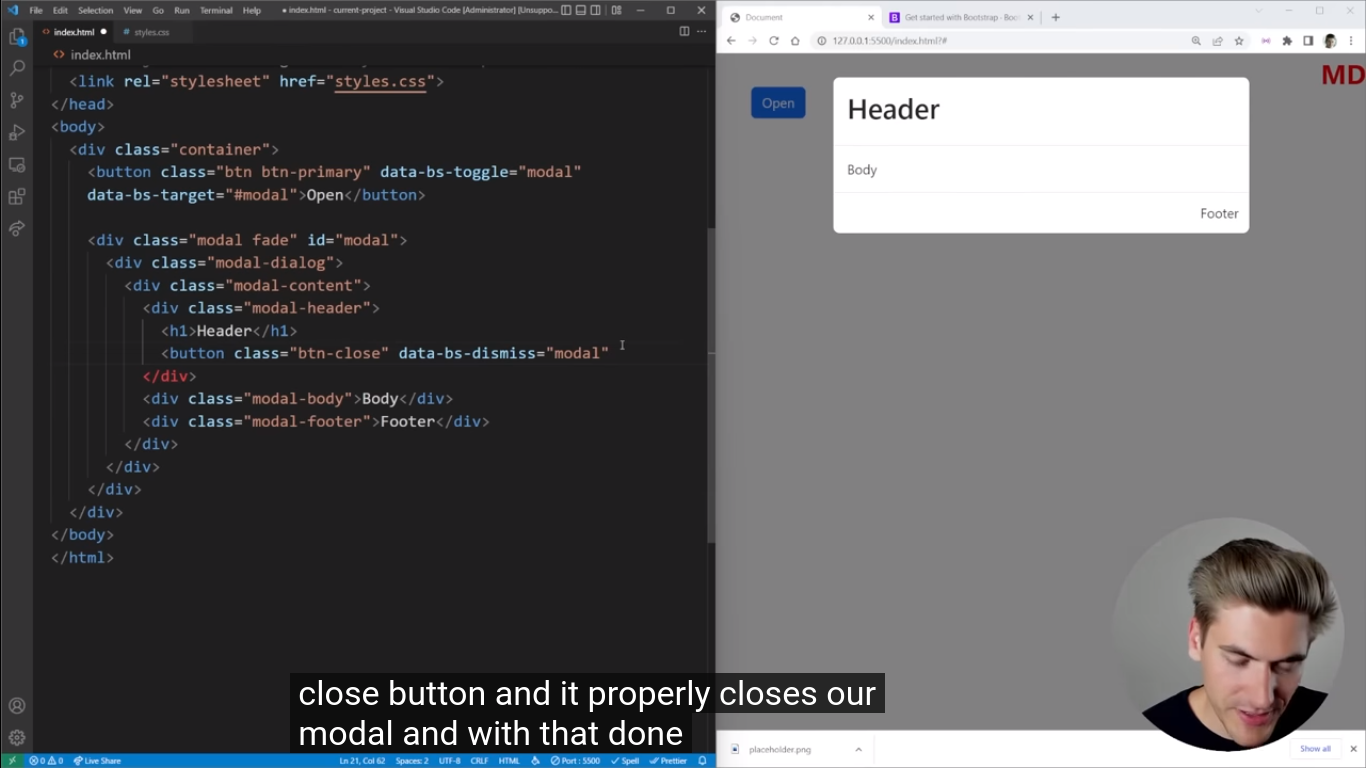 File Edit Selection View Go Run Terminal Help
● index.html - current-project - Visual Studio Code [Administrator] [Unsuppo...
index.html ● styles.css
index.html
<link rel="stylesheet" href="styles.css">
</head>
<body>
<div class="container">
<button class="btn btn-primary" data-bs-toggle="modal"
data-bs-target="#modal">Open</button>
<div class="modal fade" id="modal">
<div class="modal-dialog">
<div class="modal-content">
<div class="modal-header">
<h1>Header</h1>
<button class="btn-close" data-bs-dismiss="modal"
</div>
<div class="modal-body">Body</div>
<div class="modal-footer">Footer</div>
</div>
</div>
</div>
</div>
</body>
</html>
0 0 Live Share
Ln 21, Col 62 Spaces: 2 UTF-8 CRLF HTML Port : 5500 Spell Prettier
Document
Get started with Bootstrap · Boo
127.0.0.1:5500/index.html?#
MD
Open
Header
Body
Footer
placeholder.png
Show all
close button and it properly closes our
modal and with that done